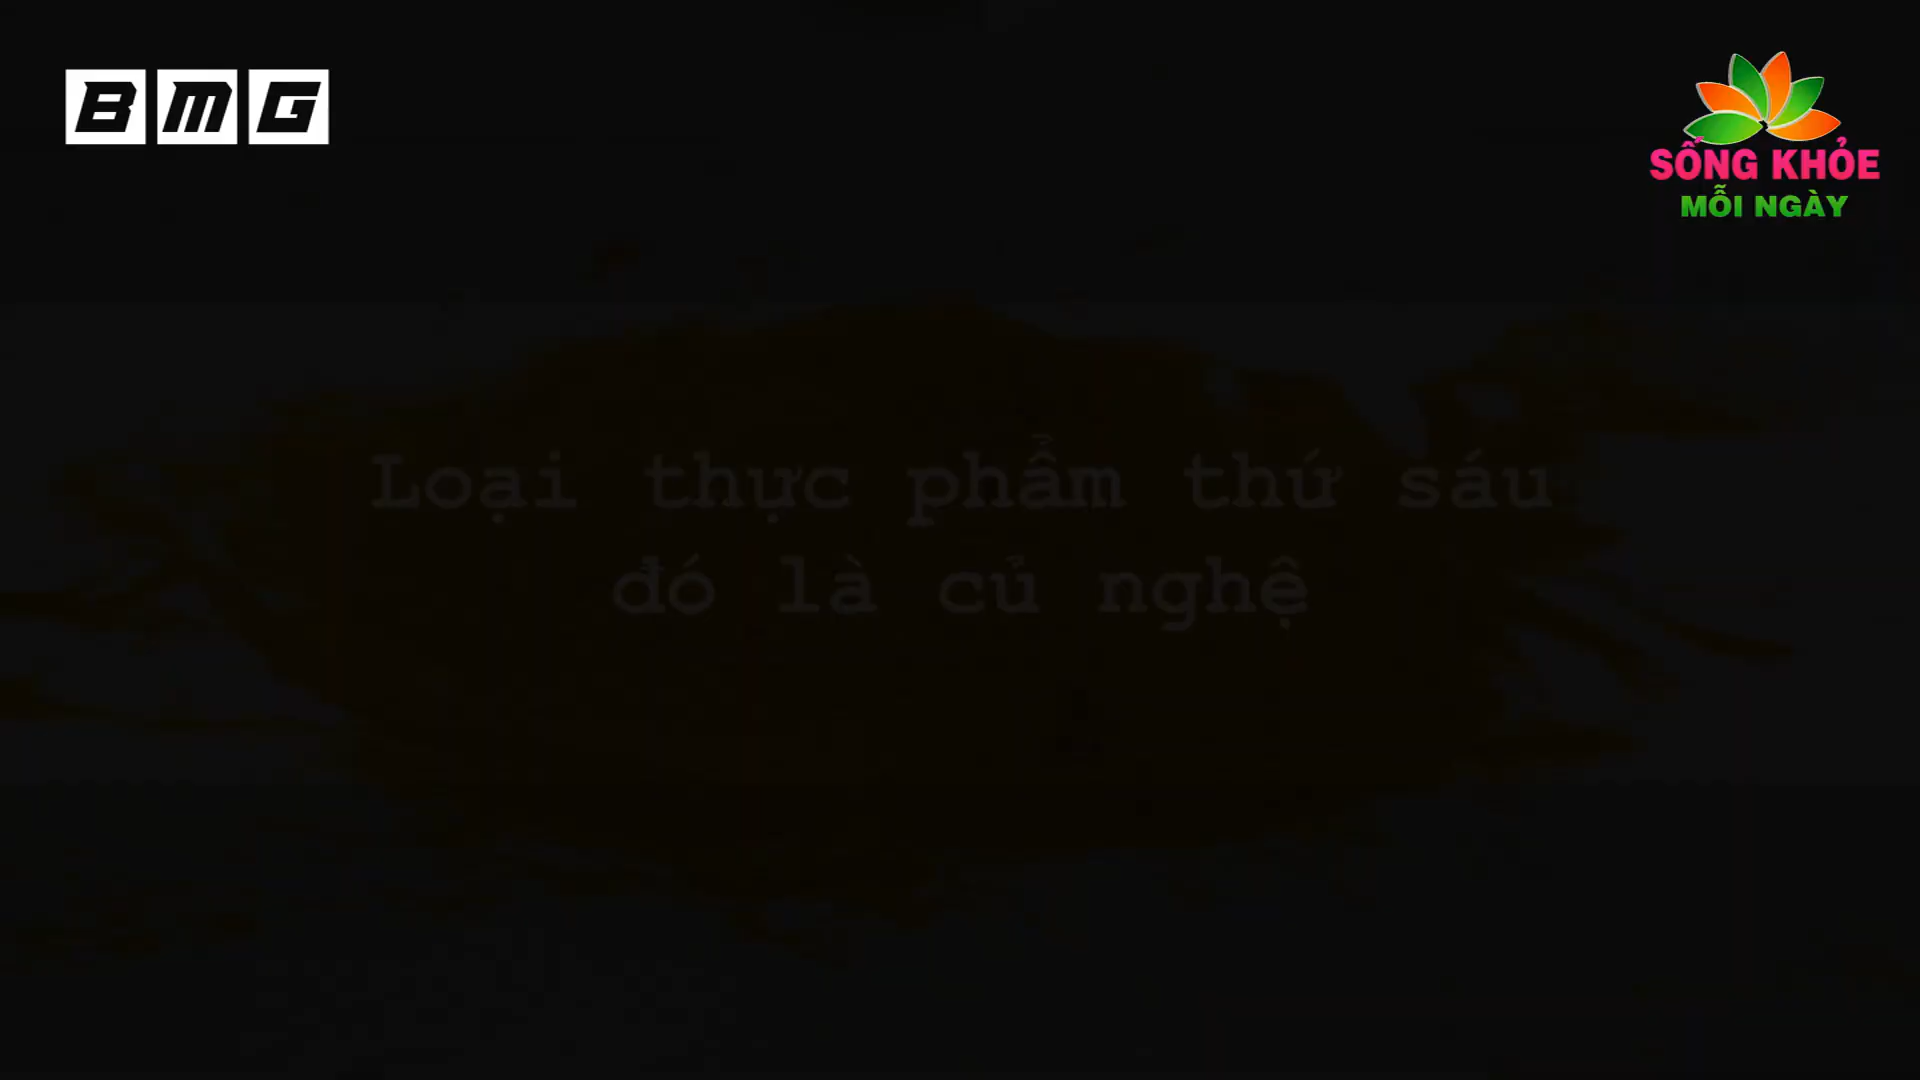 BMG
SỐNG KHỎE
MỖI NGÀY
Loại thực phẩm thứ sáu
đó là củ nghệ